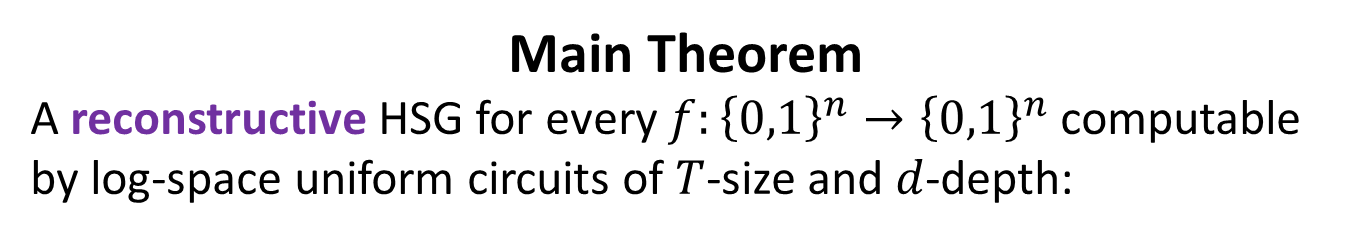 Main Theorem
A reconstructive HSG for every 𝑓: {0,1}ⁿ → {0,1}ⁿ computable
by log-space uniform circuits of 𝑇-size and 𝑑-depth: